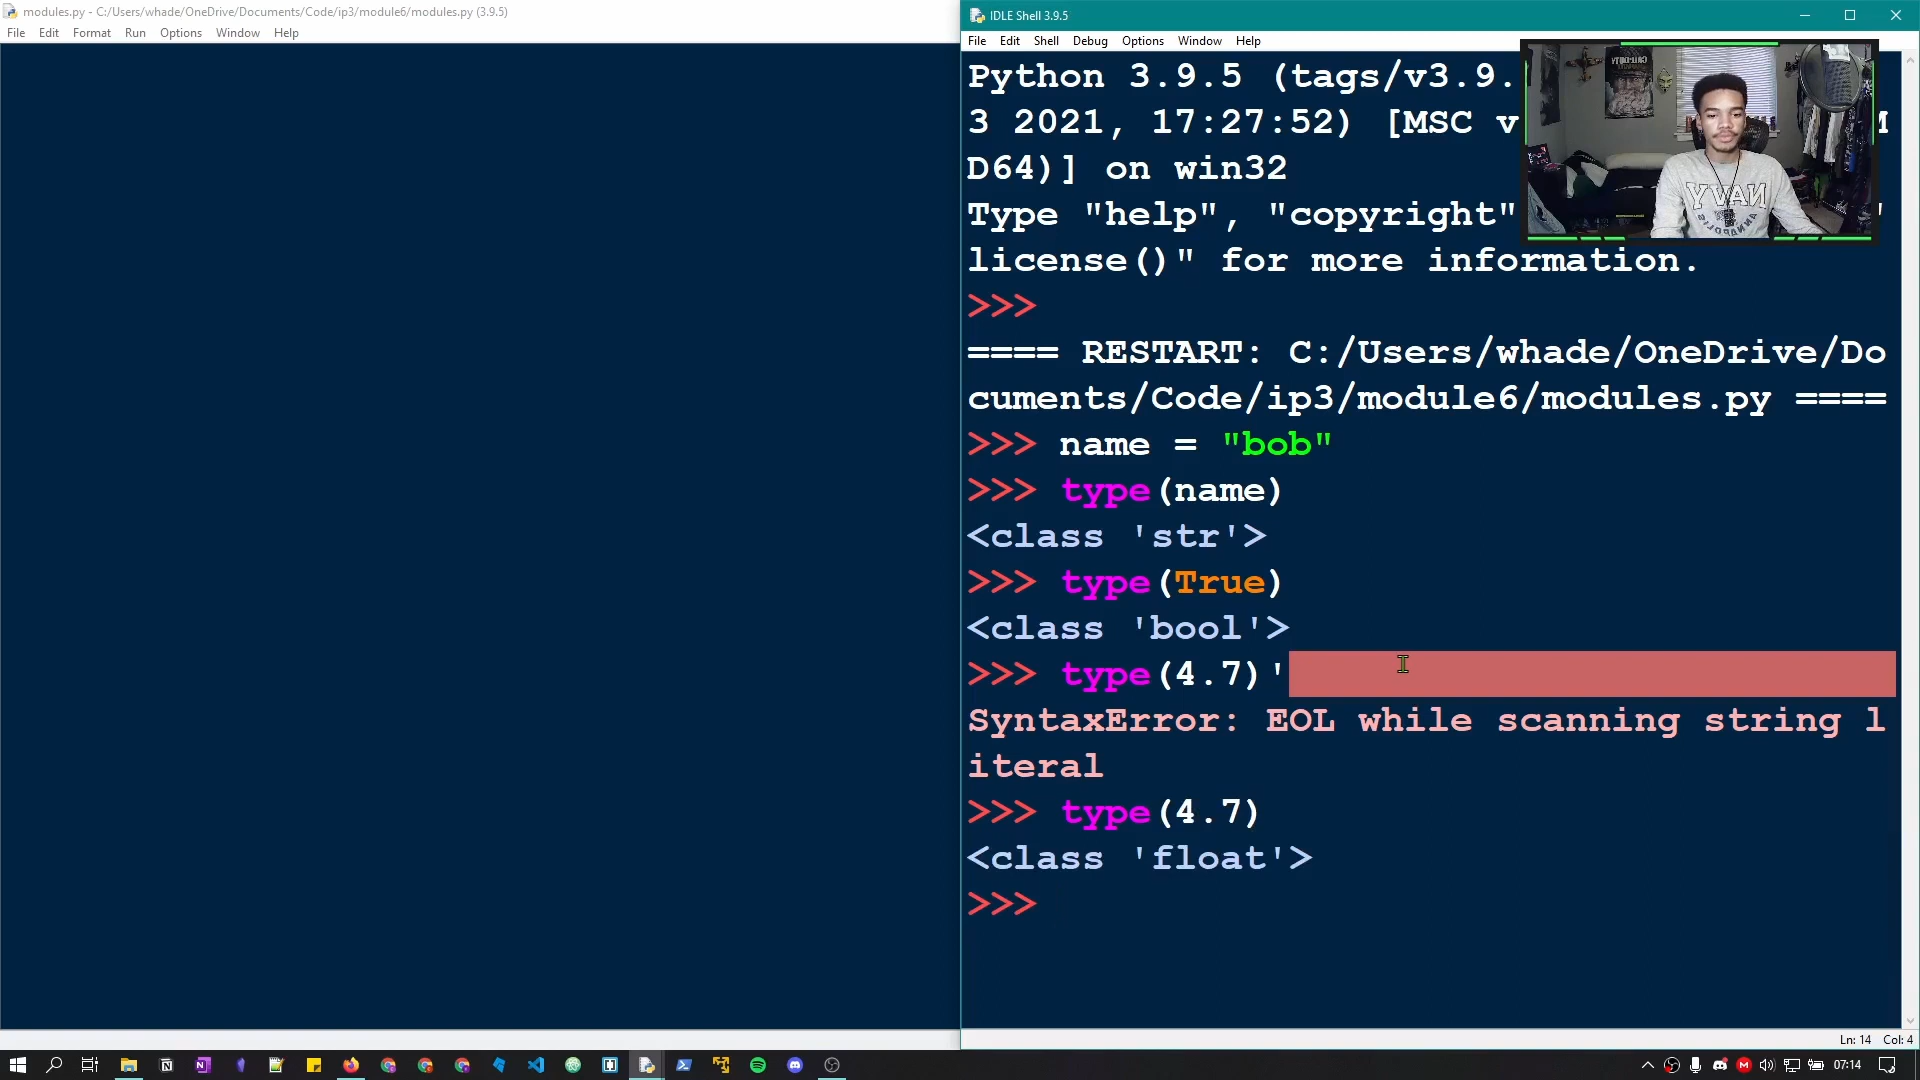 modules.py - C:/Users/whade/OneDrive/Documents/Code/ip3/module6/modules.py (3.9.5)
File Edit Format Run Options Window Help
IDLE Shell 3.9.5
File Edit Shell Debug Options Window Help
Python 3.9.5 (tags/v3.9.
3 2021, 17:27:52) [MSC v
D64)] on win32
Type "help", "copyright"
license()" for more information.
>>>
==== RESTART: C:/Users/whade/OneDrive/Do
cuments/Code/ip3/module6/modules.py ====
>>> name = "bob"
>>> type(name)
<class 'str'>
>>> type(True)
<class 'bool'>
>>> type(4.7)'
SyntaxError: EOL while scanning string l
iteral
>>> type(4.7)
<class 'float'>
>>>
NAVY
Ln: 14 Col: 4
07:14